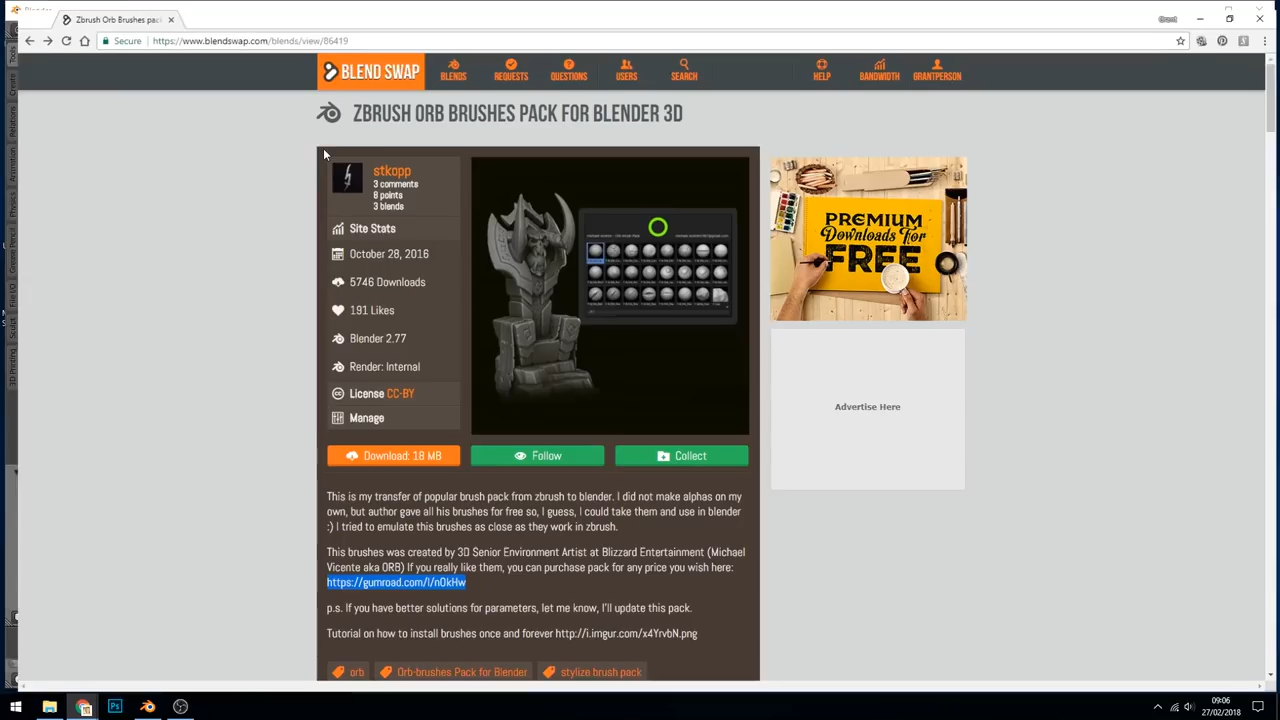 Blender
Zbrush Orb Brushes pack
Grant
Secure
https://www.blendswap.com/blends/view/86419
BLEND SWAP
BLENDS
REQUESTS
QUESTIONS
USERS
SEARCH
HELP
BANDWIDTH
GRANTPERSON
ZBRUSH ORB BRUSHES PACK FOR BLENDER 3D
stkopp
3 comments
6 points
3 blends
Site Stats
October 28, 2016
5746 Downloads
191 Likes
Blender 2.77
Render: Internal
License CC-BY
Manage
PREMIUM
DOWNLOADS FOR
FREE
Advertise Here
Download: 18 MB
Follow
Collect
This is my transfer of popular brush pack from zbrush to blender. I did not make alphas on my
own, but author gave all his brushes for free so, I guess, I could take them and use in blender
:) I tried to emulate this brushes as close as they work in zbrush.
This brushes was created by 3D Senior Environment Artist at Blizzard Entertainment (Michael
Vicente aka ORB) If you really like them, you can purchase pack for any price you wish here:
https://gumroad.com/l/nOkHw
p.s. If you have better solutions for parameters, let me know, I'll update this pack.
Tutorial on how to install brushes once and forever http://i.imgur.com/x4YrvbN.png
orb
Orb-brushes Pack for Blender
stylize brush pack
09:06
27/02/2018